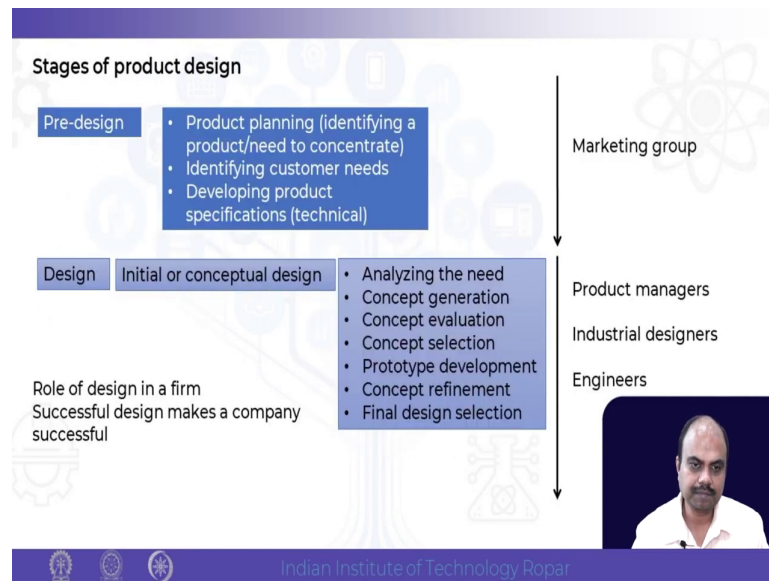 Stages of product design
Pre-design
• Product planning (identifying a
product/need to concentrate)
• Identifying customer needs
• Developing product
specifications (technical)
Marketing group
Design
Initial or conceptual design
• Analyzing the need
• Concept generation
• Concept evaluation
• Concept selection
• Prototype development
• Concept refinement
• Final design selection
Product managers
Industrial designers
Engineers
Role of design in a firm
Successful design makes a company
successful
Indian Institute of Technology Ropar